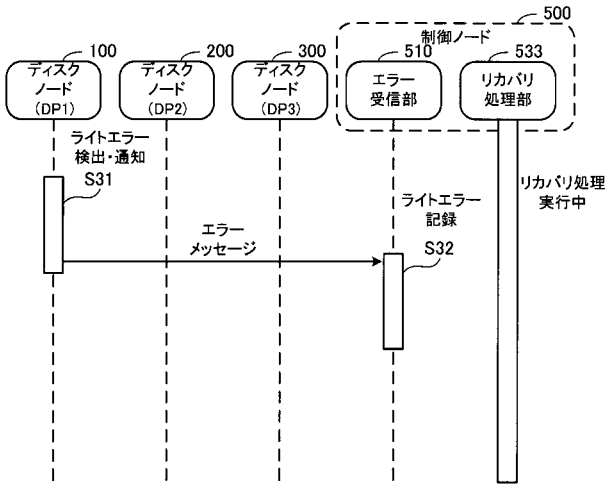 500
制御ノード
100
200
300
510
533
ディスク
ノード
(DP1)
ディスク
ノード
(DP2)
ディスク
ノード
(DP3)
エラー
受信部
リカバリ
処理部
ライトエラー
検出・通知
S31
エラー
メッセージ
ライトエラー
記録
S32
リカバリ処理
実行中